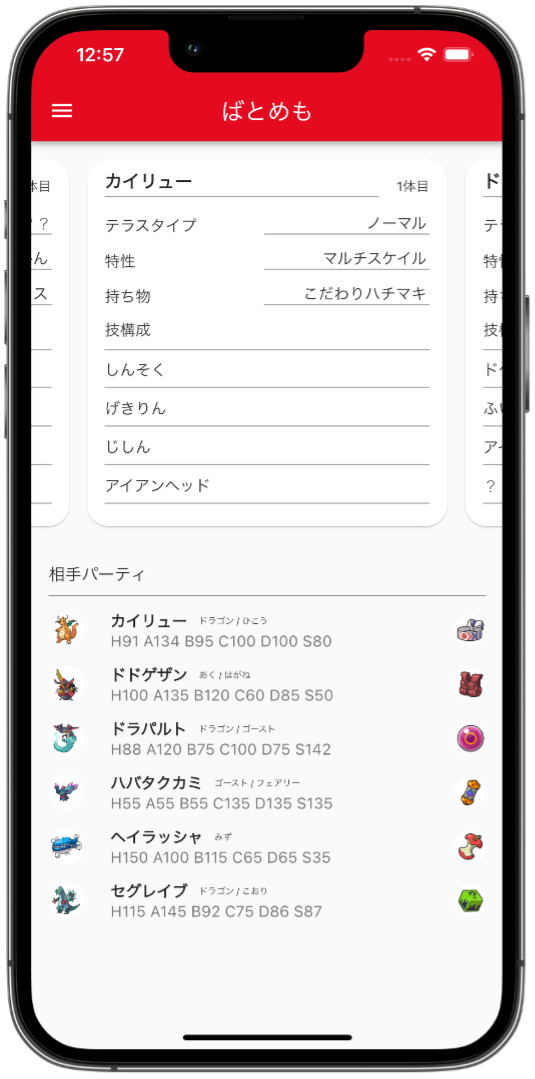 12:57
ばとめも
体目
カイリュー 1体目
ド
？
テラスタイプ ノーマル
ん
特性 マルチスケイル
ス
持ち物 こだわりハチマキ
技構成
しんそく
げきりん
じしん
アイアンヘッド
？
相手パーティ
カイリュー ドラゴン / ひこう
H91 A134 B95 C100 D100 S80
ドドゲザン あく / はがね
H100 A135 B120 C60 D85 S50
ドラパルト ドラゴン / ゴースト
H88 A120 B75 C100 D75 S142
ハバタクカミ ゴースト / フェアリー
H55 A55 B55 C135 D135 S135
ヘイラッシャ みず
H150 A100 B115 C65 D65 S35
セグレイブ ドラゴン / こおり
H115 A145 B92 C75 D86 S87